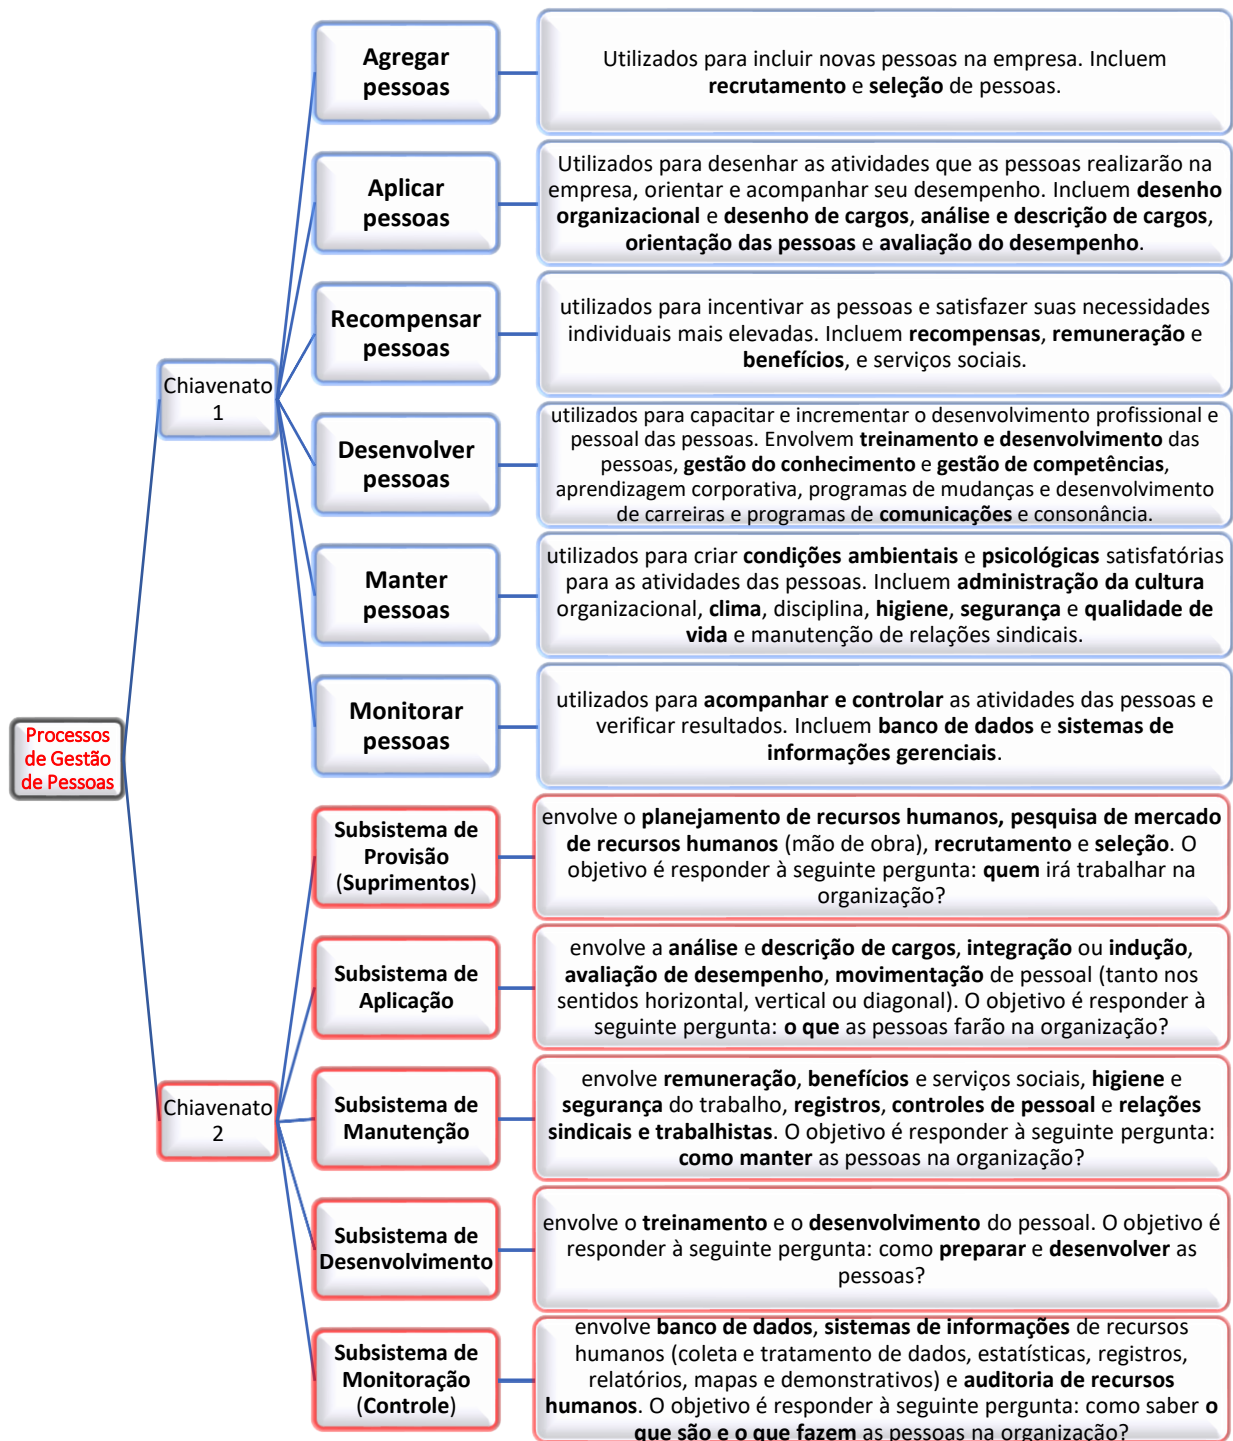 Processos
de Gestão
de Pessoas
Chiavenato
1
Agregar
pessoas
Utilizados para incluir novas pessoas na empresa. Incluem
recrutamento e seleção de pessoas.
Aplicar
pessoas
Utilizados para desenhar as atividades que as pessoas realizarão na
empresa, orientar e acompanhar seu desempenho. Incluem desenho
organizacional e desenho de cargos, análise e descrição de cargos,
orientação das pessoas e avaliação do desempenho.
Recompensar
pessoas
utilizados para incentivar as pessoas e satisfazer suas necessidades
individuais mais elevadas. Incluem recompensas, remuneração e
benefícios, e serviços sociais.
Desenvolver
pessoas
utilizados para capacitar e incrementar o desenvolvimento profissional e
pessoal das pessoas. Envolvem treinamento e desenvolvimento das
pessoas, gestão do conhecimento e gestão de competências,
aprendizagem corporativa, programas de mudanças e desenvolvimento
de carreiras e programas de comunicações e consonância.
Manter
pessoas
utilizados para criar condições ambientais e psicológicas satisfatórias
para as atividades das pessoas. Incluem administração da cultura
organizacional, clima, disciplina, higiene, segurança e qualidade de
vida e manutenção de relações sindicais.
Monitorar
pessoas
utilizados para acompanhar e controlar as atividades das pessoas e
verificar resultados. Incluem banco de dados e sistemas de
informações gerenciais.
Chiavenato
2
Subsistema de
Provisão
(Suprimentos)
envolve o planejamento de recursos humanos, pesquisa de mercado
de recursos humanos (mão de obra), recrutamento e seleção. O
objetivo é responder à seguinte pergunta: quem irá trabalhar na
organização?
Subsistema de
Aplicação
envolve a análise e descrição de cargos, integração ou indução,
avaliação de desempenho, movimentação de pessoal (tanto nos
sentidos horizontal, vertical ou diagonal). O objetivo é responder à
seguinte pergunta: o que as pessoas farão na organização?
Subsistema de
Manutenção
envolve remuneração, benefícios e serviços sociais, higiene e
segurança do trabalho, registros, controles de pessoal e relações
sindicais e trabalhistas. O objetivo é responder à seguinte pergunta:
como manter as pessoas na organização?
Subsistema de
Desenvolvimento
envolve o treinamento e o desenvolvimento do pessoal. O objetivo é
responder à seguinte pergunta: como preparar e desenvolver as
pessoas?
Subsistema de
Monitoração
(Controle)
envolve banco de dados, sistemas de informações de recursos
humanos (coleta e tratamento de dados, estatísticas, registros,
relatórios, mapas e demonstrativos) e auditoria de recursos
humanos. O objetivo é responder à seguinte pergunta: como saber o
que são e o que fazem as pessoas na organização?